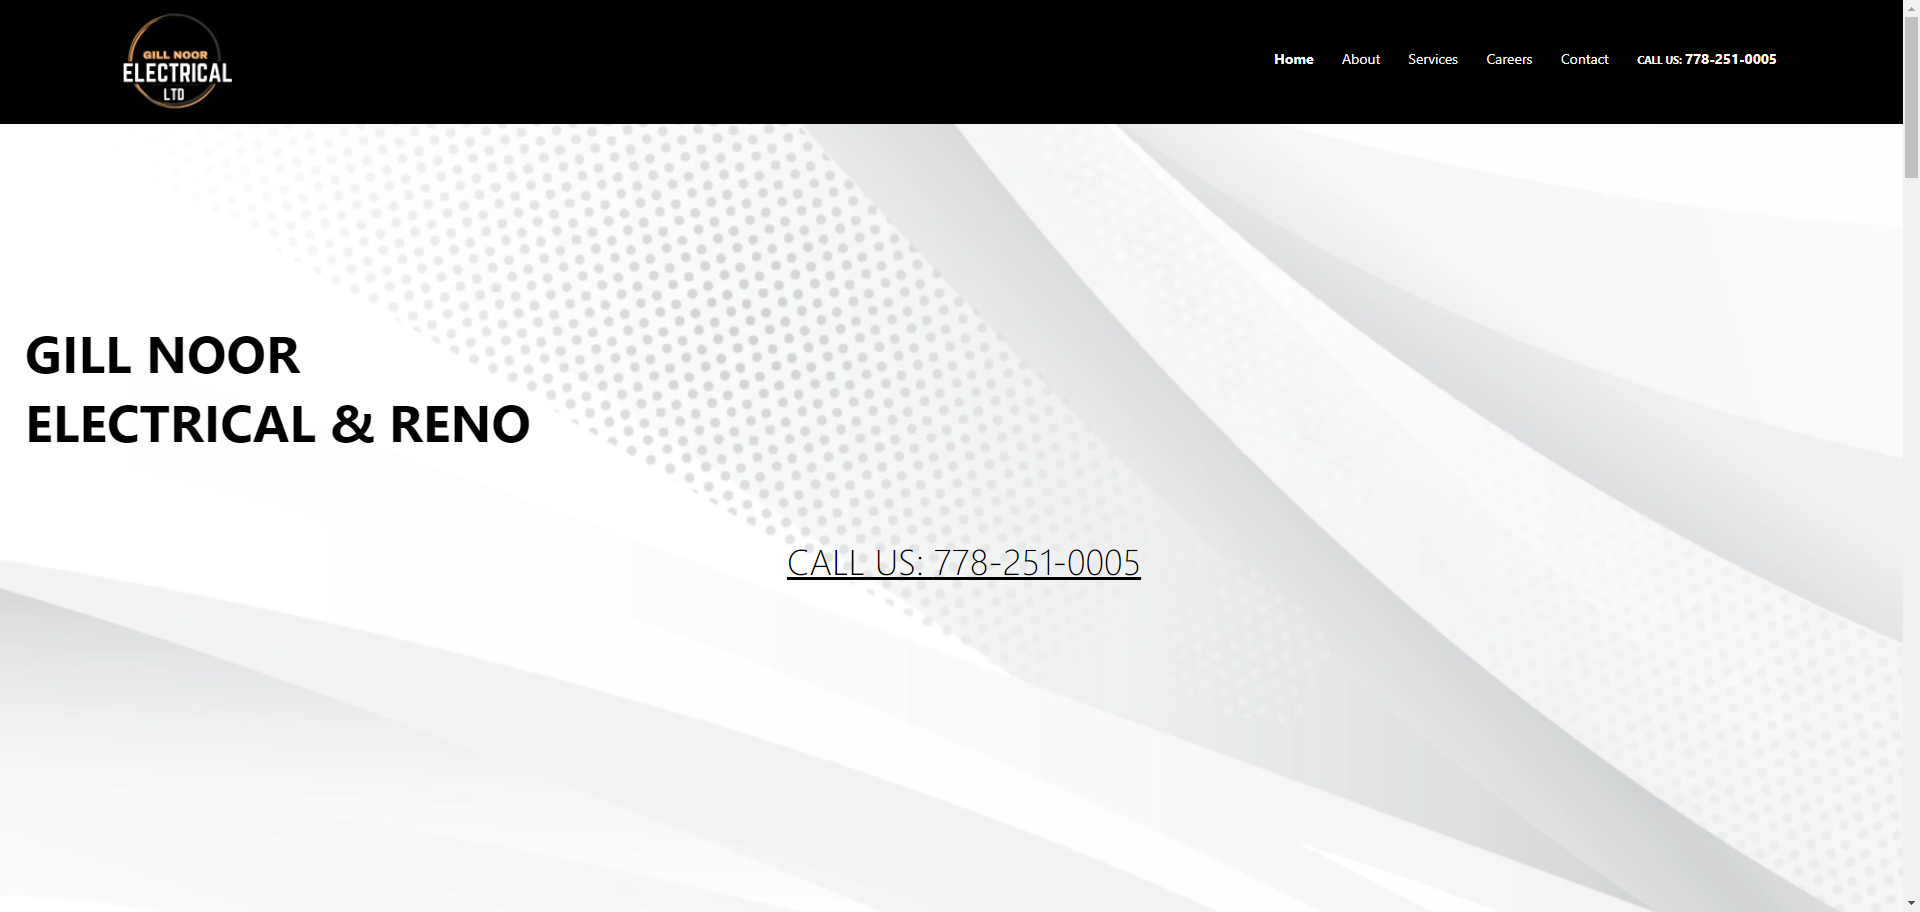 GILL NOOR
ELECTRICAL
LTD
Home About Services Careers Contact CALL US: 778-251-0005
GILL NOOR
ELECTRICAL & RENO
CALL US: 778-251-0005